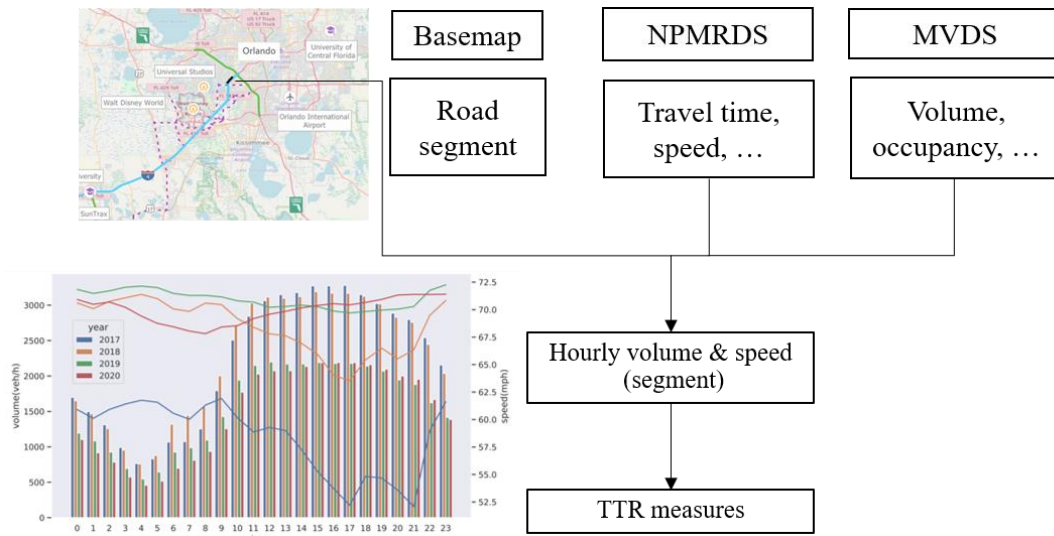 Basemap
NPMRDS
MVDS
Road
segment
Travel time,
speed, …
Volume,
occupancy, …
Orlando
University of
Central Florida
Universal Studios
Walt Disney World
Orlando International
Airport
Kissimmee
St. Cloud
versity
SunTrax
Hourly volume & speed
(segment)
TTR measures
volume(veh/h)
3000
2500
2000
1500
1000
500
0
year
2017
2018
2019
2020
72.5
70.0
67.5
65.0
62.5
60.0
57.5
55.0
52.5
speed(mph)
0 1 2 3 4 5 6 7 8 9 10 11 12 13 14 15 16 17 18 19 20 21 22 23